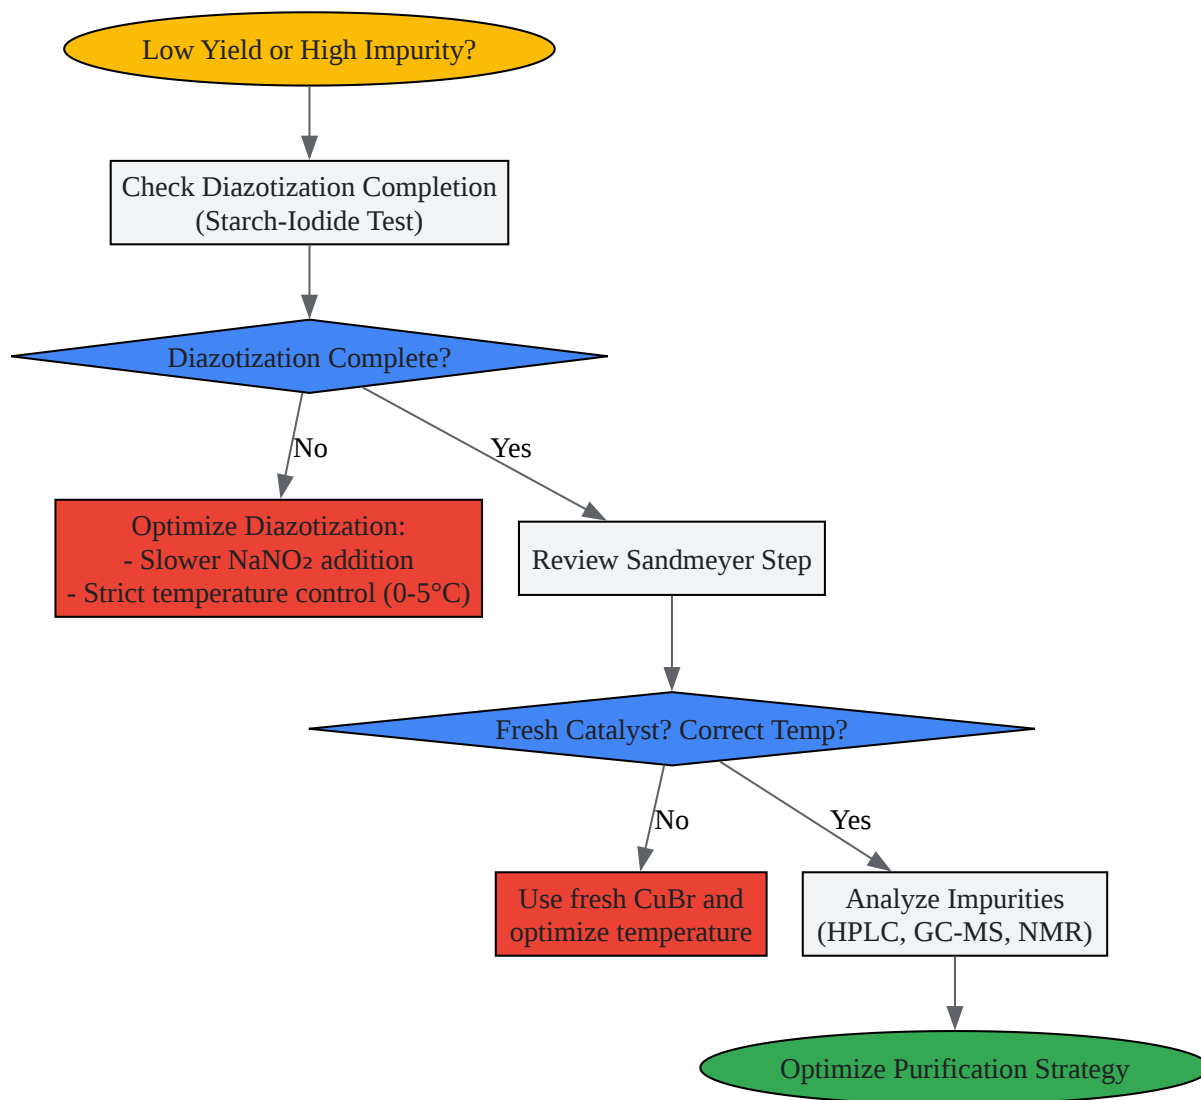 Low Yield or High Impurity?
Check Diazotization Completion
(Starch-Iodide Test)
Diazotization Complete?
No
Yes
Optimize Diazotization:
- Slower NaNO₂ addition
- Strict temperature control (0-5°C)
Review Sandmeyer Step
Fresh Catalyst? Correct Temp?
No
Yes
Use fresh CuBr and
optimize temperature
Analyze Impurities
(HPLC, GC-MS, NMR)
Optimize Purification Strategy